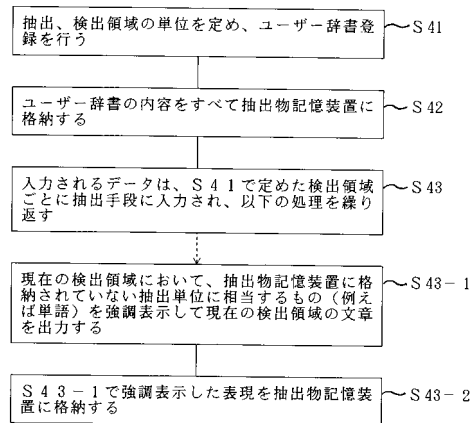 抽出、検出領域の単位を定め、ユーザー辞書登
録を行う
S41
ユーザー辞書の内容をすべて抽出物記憶装置に
格納する
S42
入力されるデータは、S41で定めた検出領域
ごとに抽出手段に入力され、以下の処理を繰り
返す
S43
現在の検出領域において、抽出物記憶装置に格
納されていない抽出単位に相当するもの(例え
ば単語)を強調表示して現在の検出領域の文章
を出力する
S43-1
S43-1で強調表示した表現を抽出物記憶装
置に格納する
S43-2